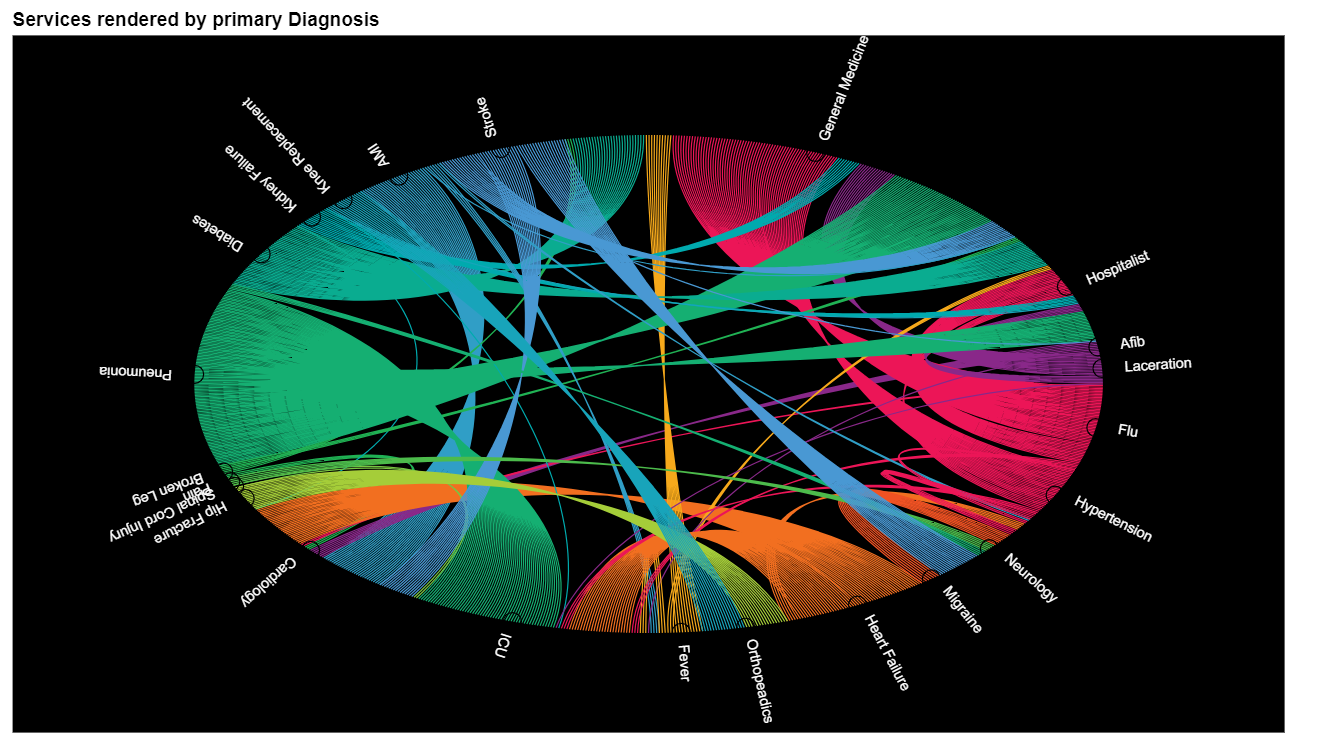 Services rendered by primary Diagnosis
General Medicine
Hospitalist
Afib
Laceration
Flu
Hypertension
Neurology
Migraine
Heart Failure
Orthopeadics
Fever
ICU
Cardiology
Hip Fracture
Spinal Cord Injury
Broken Leg
Pneumonia
Diabetes
Kidney Failure
Knee Replacement
AMI
Stroke